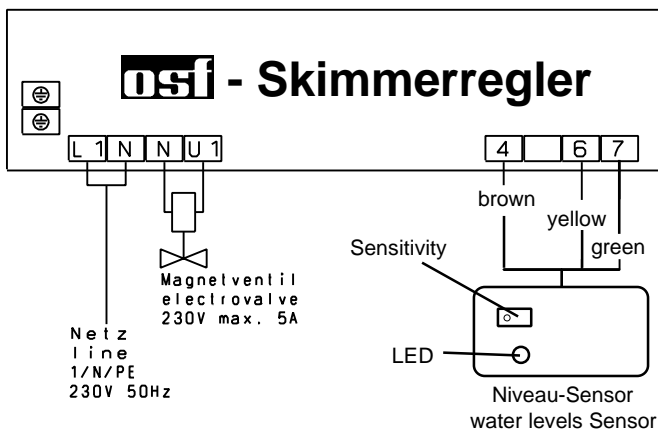 osf - Skimmerregler
L 1 N N U 1
4 6 7
brown
yellow
green
Sensitivity
Magnetventil
electrovalve
230V max. 5A
Netz
line
1/N/PE
230V 50Hz
LED
Niveau-Sensor
water levels Sensor